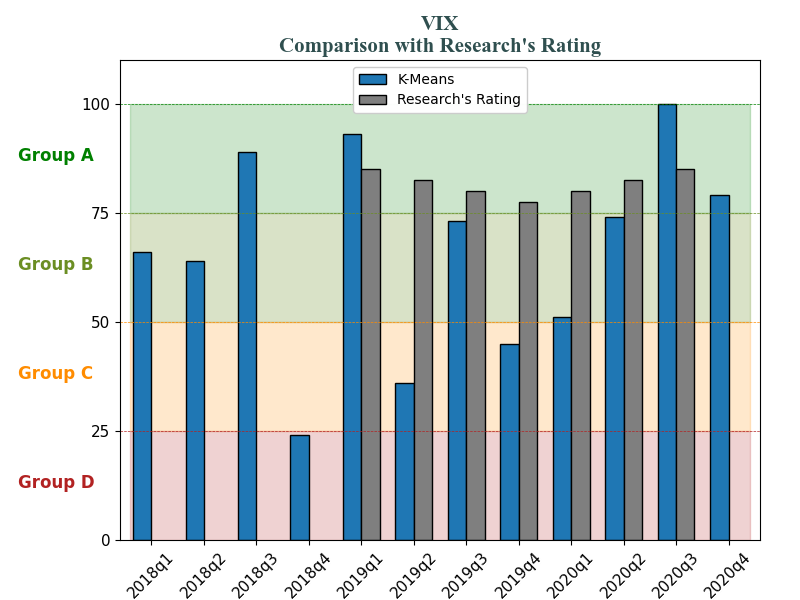 VIX
Comparison with Research's Rating
K-Means
Research's Rating
100
Group A
75
Group B
50
Group C
25
Group D
0
2018q1
2018q2
2018q3
2018q4
2019q1
2019q2
2019q3
2019q4
2020q1
2020q2
2020q3
2020q4